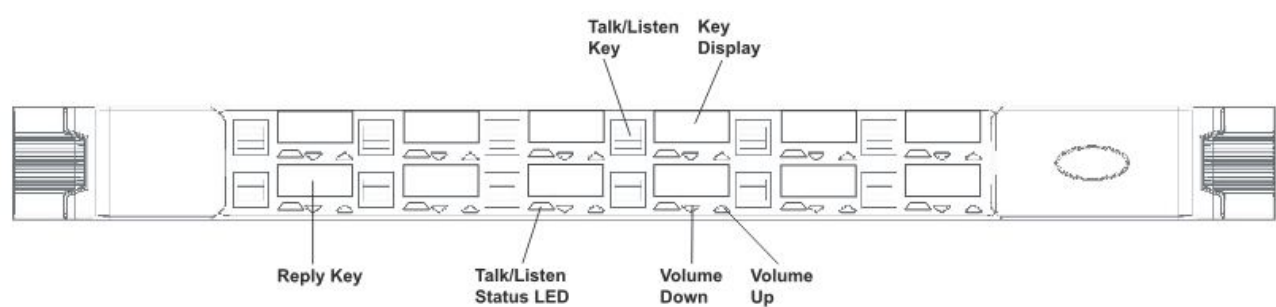 Talk/Listen
Key
Key
Display
Reply Key
Talk/Listen
Status LED
Volume
Down
Volume
Up